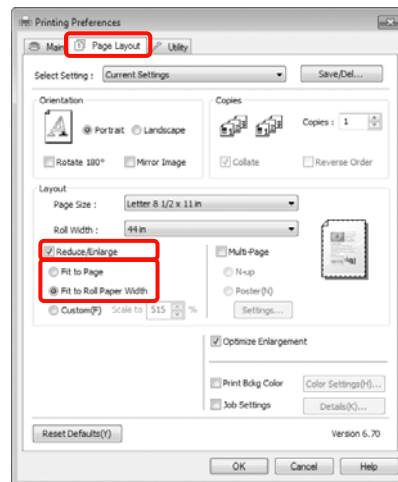 Printing Preferences
Main Page Layout Utility
Select Setting : Current Settings Save/Del...
Orientation
Portrait Landscape
Rotate 180° Mirror Image
Copies
Copies : 1
Collate Reverse Order
Layout
Page Size : Letter 8 1/2 x 11 in
Roll Width : 44 in
Reduce/Enlarge
Fit to Page
Fit to Roll Paper Width
Custom(F) Scale to 515 %
Multi-Page
N-up
Poster(N)
Settings...
Optimize Enlargement
Print Bckg Color Color Settings(H)...
Job Settings Details(K)...
Reset Defaults(Y) Version 6.70
OK Cancel Help